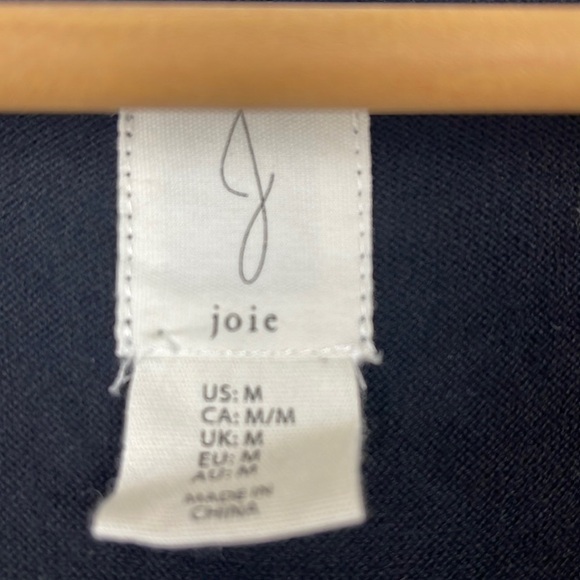 J
joie
US: M
CA: M/M
UK: M
EU: M
AU: M
MADE IN
CHINA